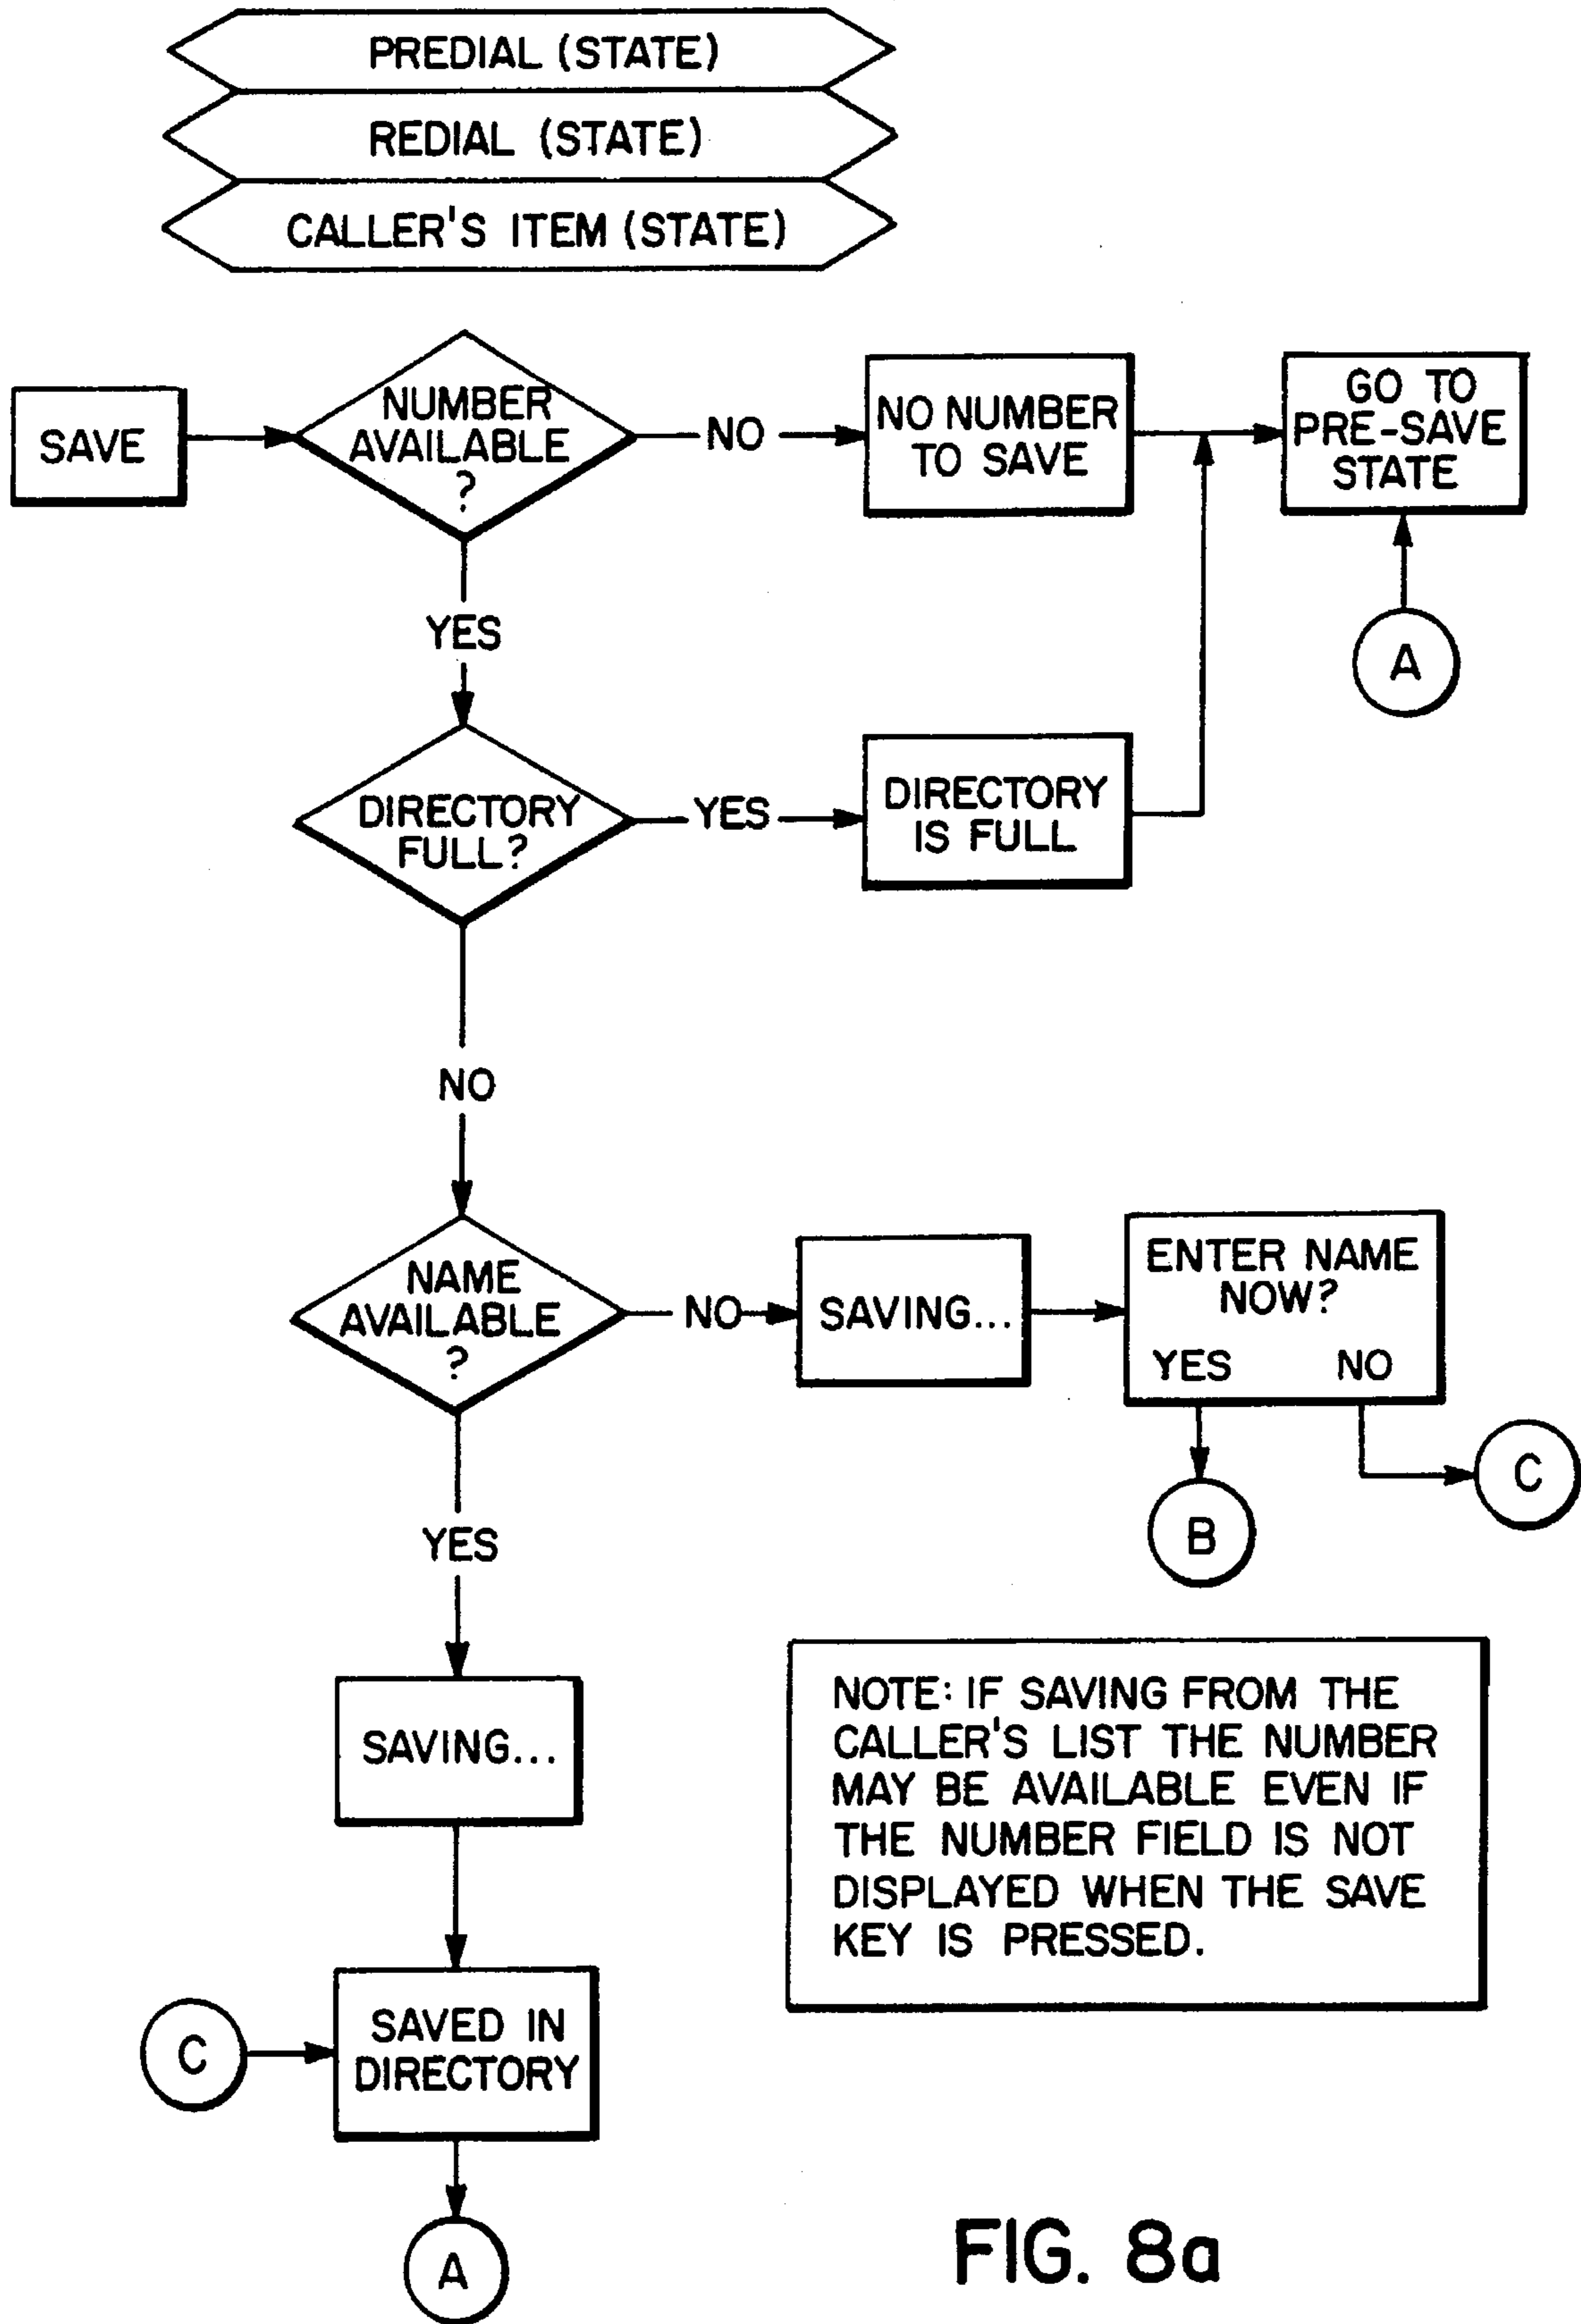 PREDIAL (STATE)
REDIAL (STATE)
CALLER'S ITEM (STATE)
SAVE
NUMBER
AVAILABLE
?
NO
NO NUMBER
TO SAVE
GO TO
PRE-SAVE
STATE
A
YES
DIRECTORY
FULL?
YES
DIRECTORY
IS FULL
NO
NAME
AVAILABLE
?
NO
SAVING...
ENTER NAME
NOW?
YES NO
B
C
YES
SAVING...
NOTE: IF SAVING FROM THE
CALLER'S LIST THE NUMBER
MAY BE AVAILABLE EVEN IF
THE NUMBER FIELD IS NOT
DISPLAYED WHEN THE SAVE
KEY IS PRESSED.
C
SAVED IN
DIRECTORY
A
FIG. 8a